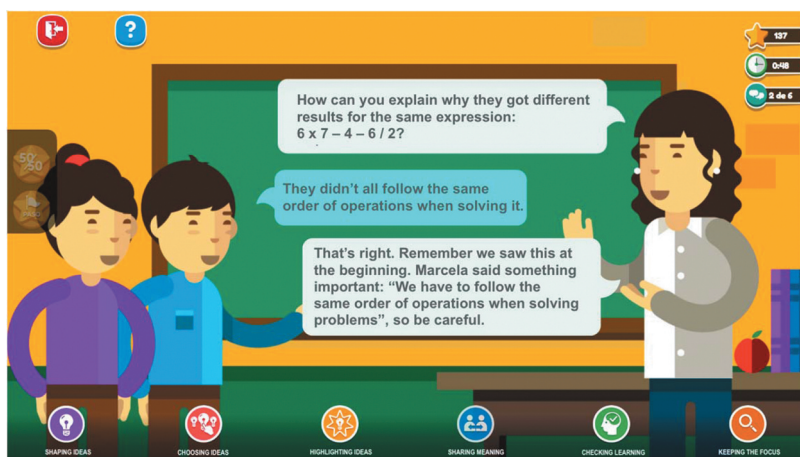 137
0:48
2 de 6
50
50
How can you explain why they got different
results for the same expression:
6 x 7 – 4 – 6 / 2?
They didn't all follow the same
order of operations when solving it.
That's right. Remember we saw this at
the beginning. Marcela said something
important: “We have to follow the
same order of operations when solving
problems”, so be careful.
SHAPING IDEAS
CHOOSING IDEAS
HIGHLIGHTING IDEAS
SHARING MEANING
CHECKING LEARNING
KEEPING THE FOCUS